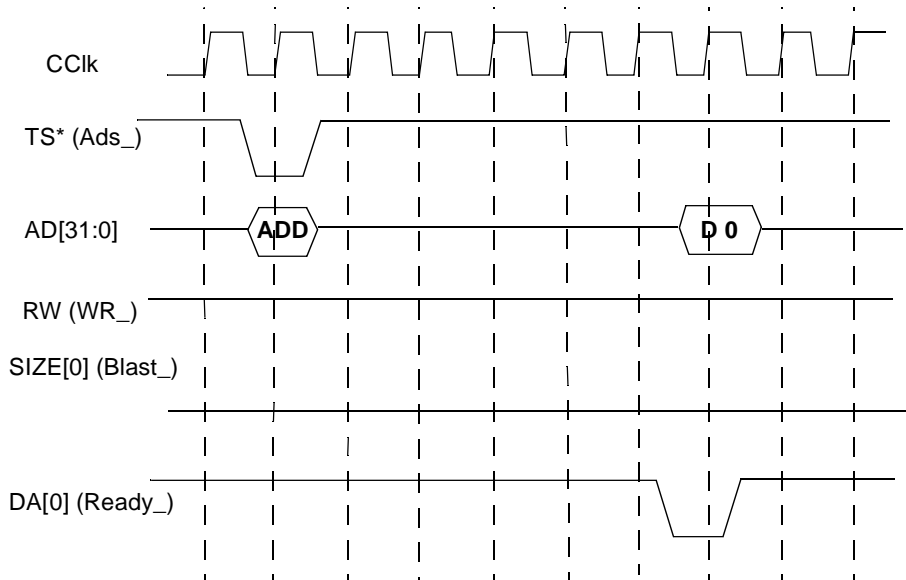 CClk
TS* (Ads_)
AD[31:0]
ADD
D 0
RW (WR_)
SIZE[0] (Blast_)
DA[0] (Ready_)